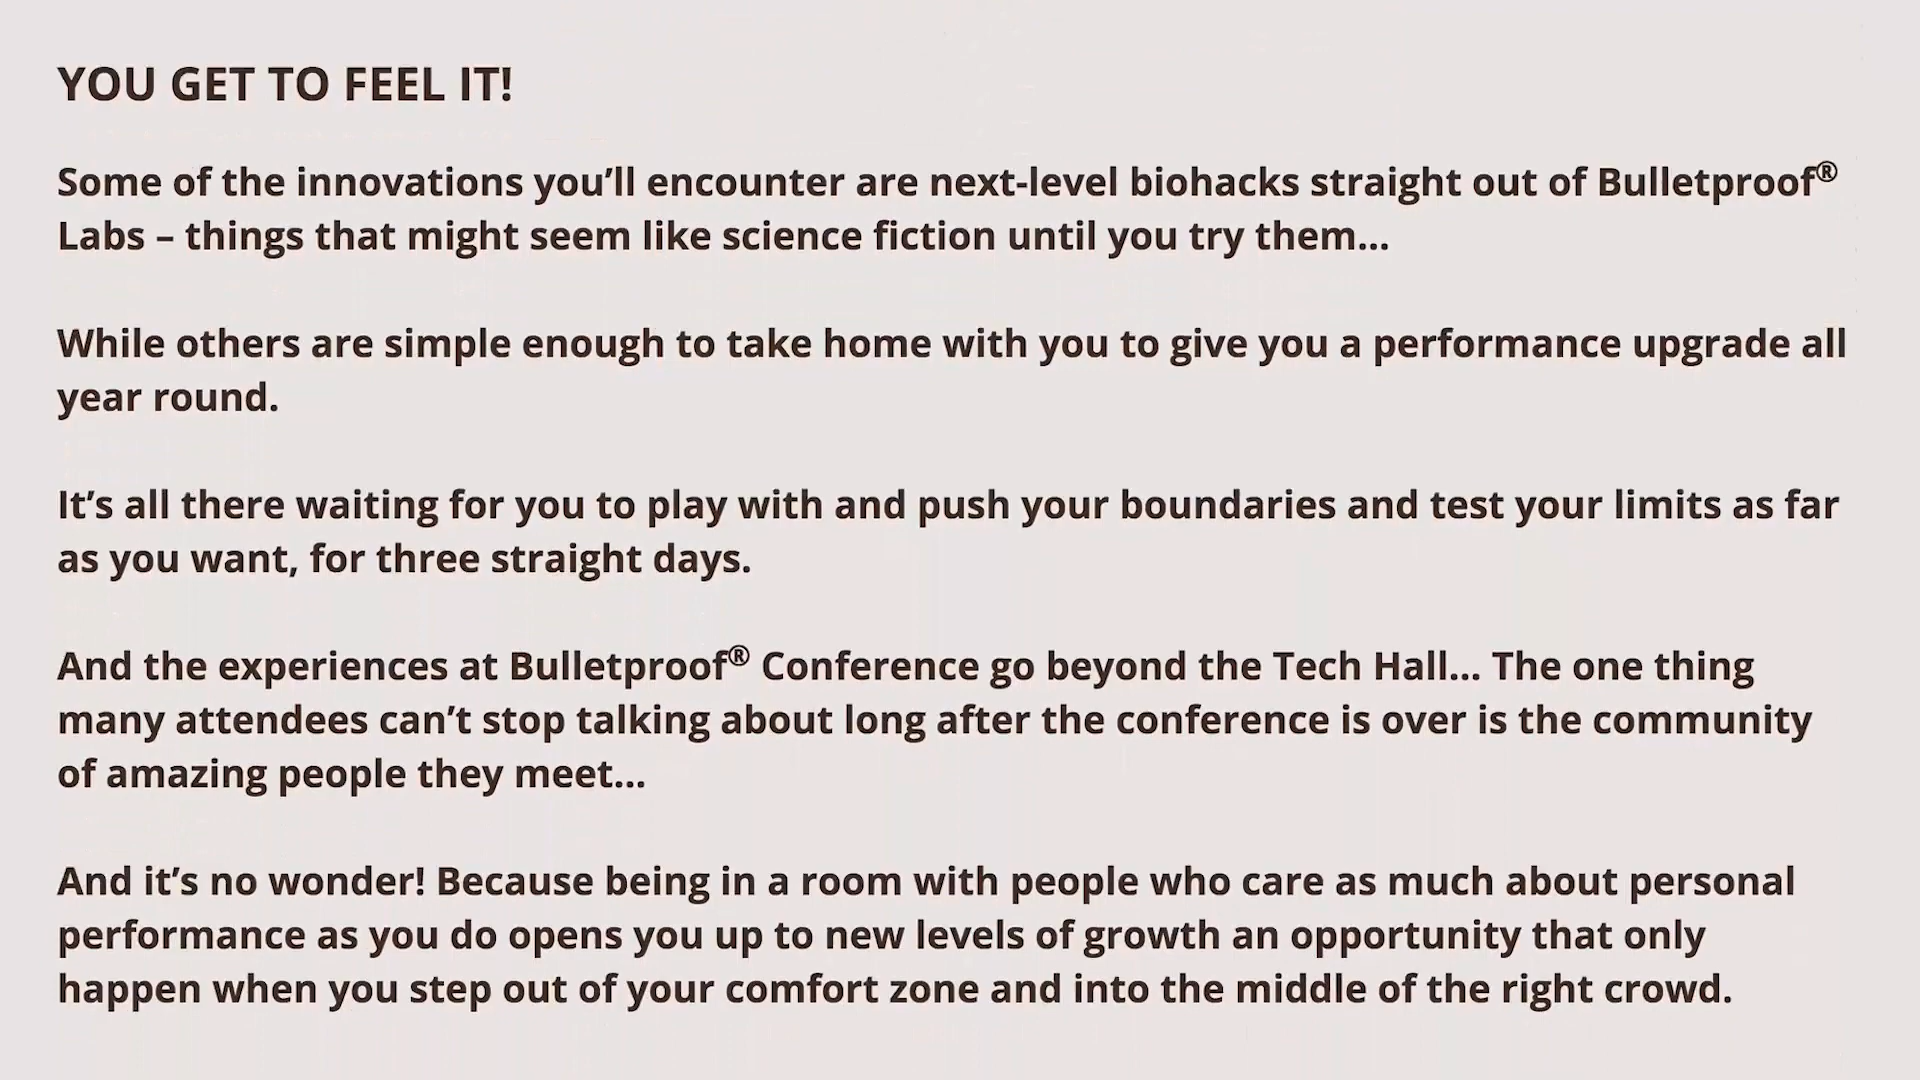 YOU GET TO FEEL IT!
Some of the innovations you’ll encounter are next-level biohacks straight out of Bulletproof®
Labs – things that might seem like science fiction until you try them...
While others are simple enough to take home with you to give you a performance upgrade all
year round.
It’s all there waiting for you to play with and push your boundaries and test your limits as far
as you want, for three straight days.
And the experiences at Bulletproof® Conference go beyond the Tech Hall... The one thing
many attendees can’t stop talking about long after the conference is over is the community
of amazing people they meet...
And it’s no wonder! Because being in a room with people who care as much about personal
performance as you do opens you up to new levels of growth an opportunity that only
happen when you step out of your comfort zone and into the middle of the right crowd.